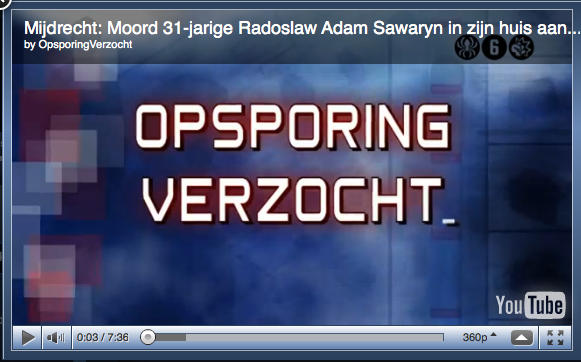 Mijdrecht: Moord 31-jarige Radoslaw Adam Sawaryn in zijn huis aan...
by OpsporingVerzocht
6
OPSPORING
VERZOCHT_
YouTube
0:03 / 7:36
360p